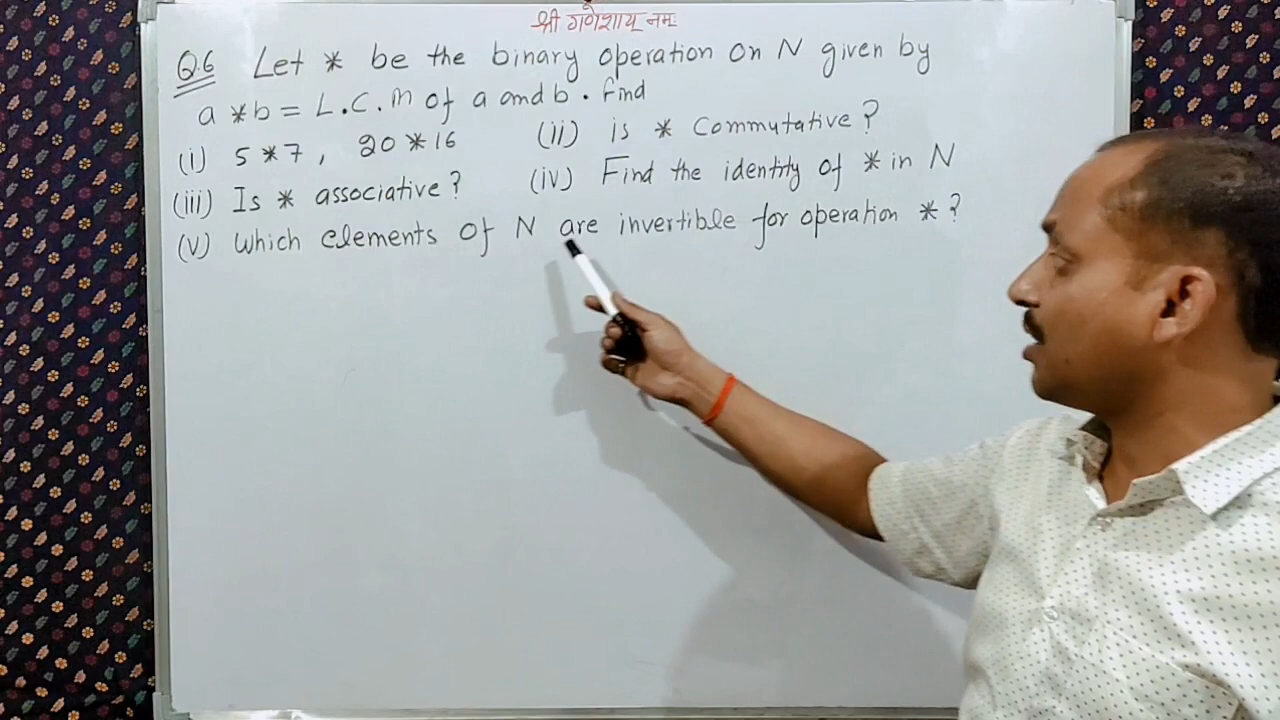 श्री गणेशाय नमः
Q.6 Let * be the binary operation on N given by
a * b = L.C.M of a and b. Find
(i) 5 * 7, 20 * 16 (ii) is * Commutative?
(iii) Is * associative? (iv) Find the identity of * in N
(v) Which elements of N are invertible for operation *?